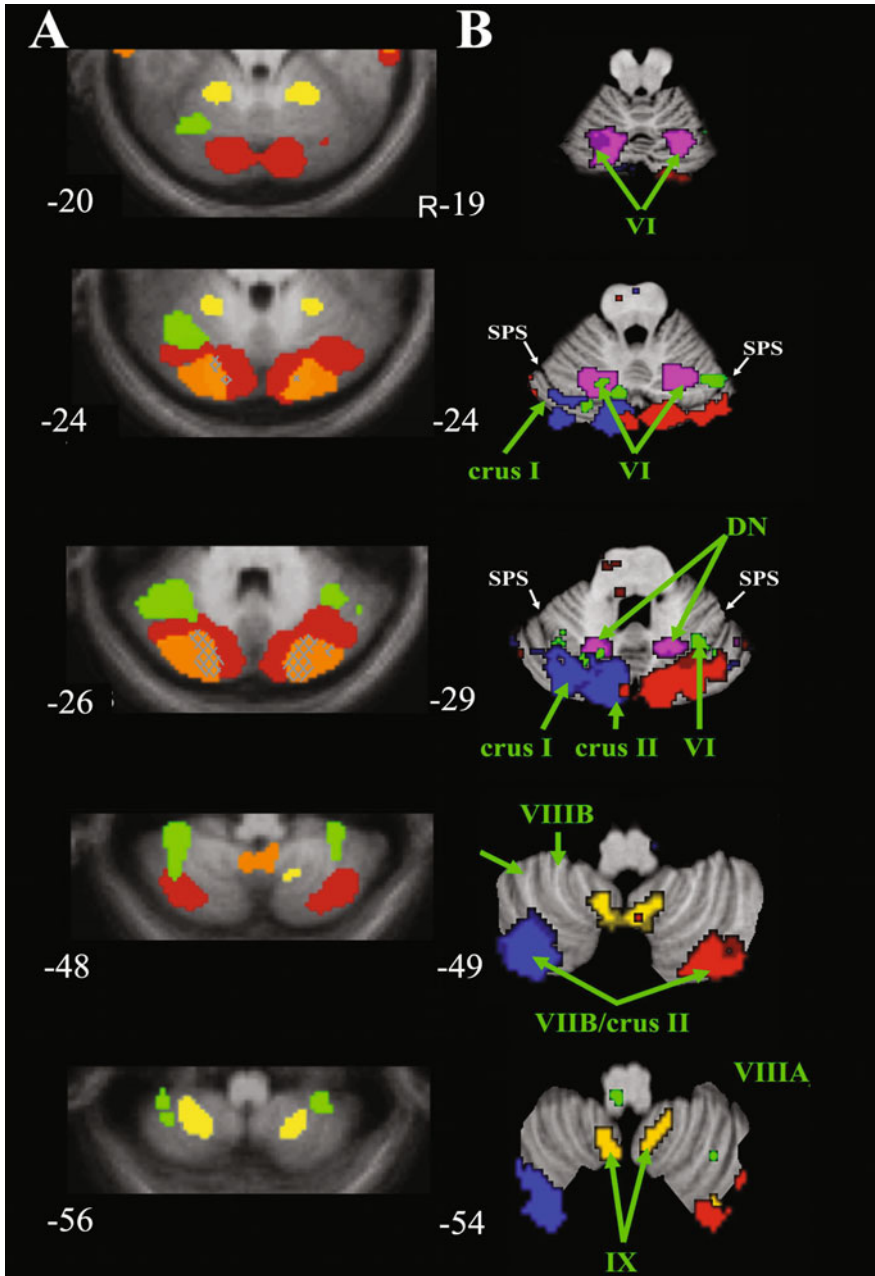 A
B
-20
R-19
VI
SPS
SPS
-24
-24
crus I
VI
DN
SPS
SPS
-26
-29
crus I
crus II
VI
VIIIB
-48
-49
VIIB/crus II
VIIIA
-56
-54
IX